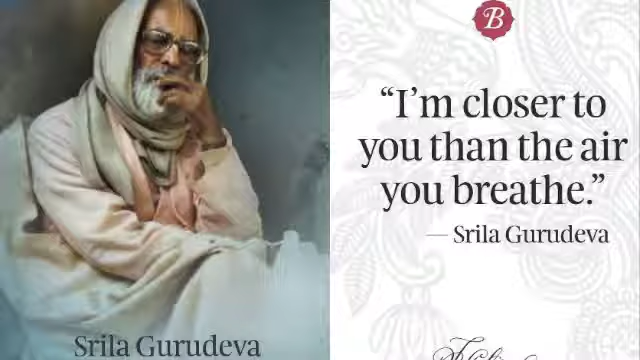 Srila Gurudeva
B
“I’m closer to
you than the air
you breathe.”
— Srila Gurudeva